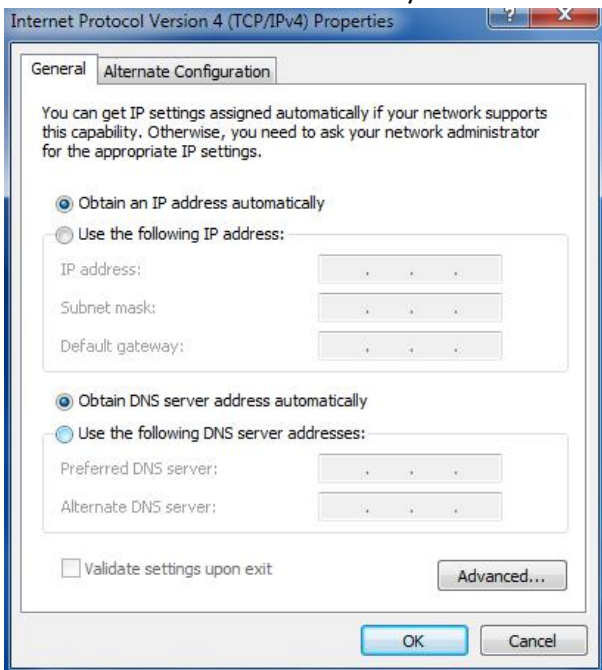 Internet Protocol Version 4 (TCP/IPv4) Properties
General
Alternate Configuration
You can get IP settings assigned automatically if your network supports
this capability. Otherwise, you need to ask your network administrator
for the appropriate IP settings.
Obtain an IP address automatically
Use the following IP address:
IP address:
Subnet mask:
Default gateway:
Obtain DNS server address automatically
Use the following DNS server addresses:
Preferred DNS server:
Alternate DNS server:
Validate settings upon exit
Advanced...
OK
Cancel